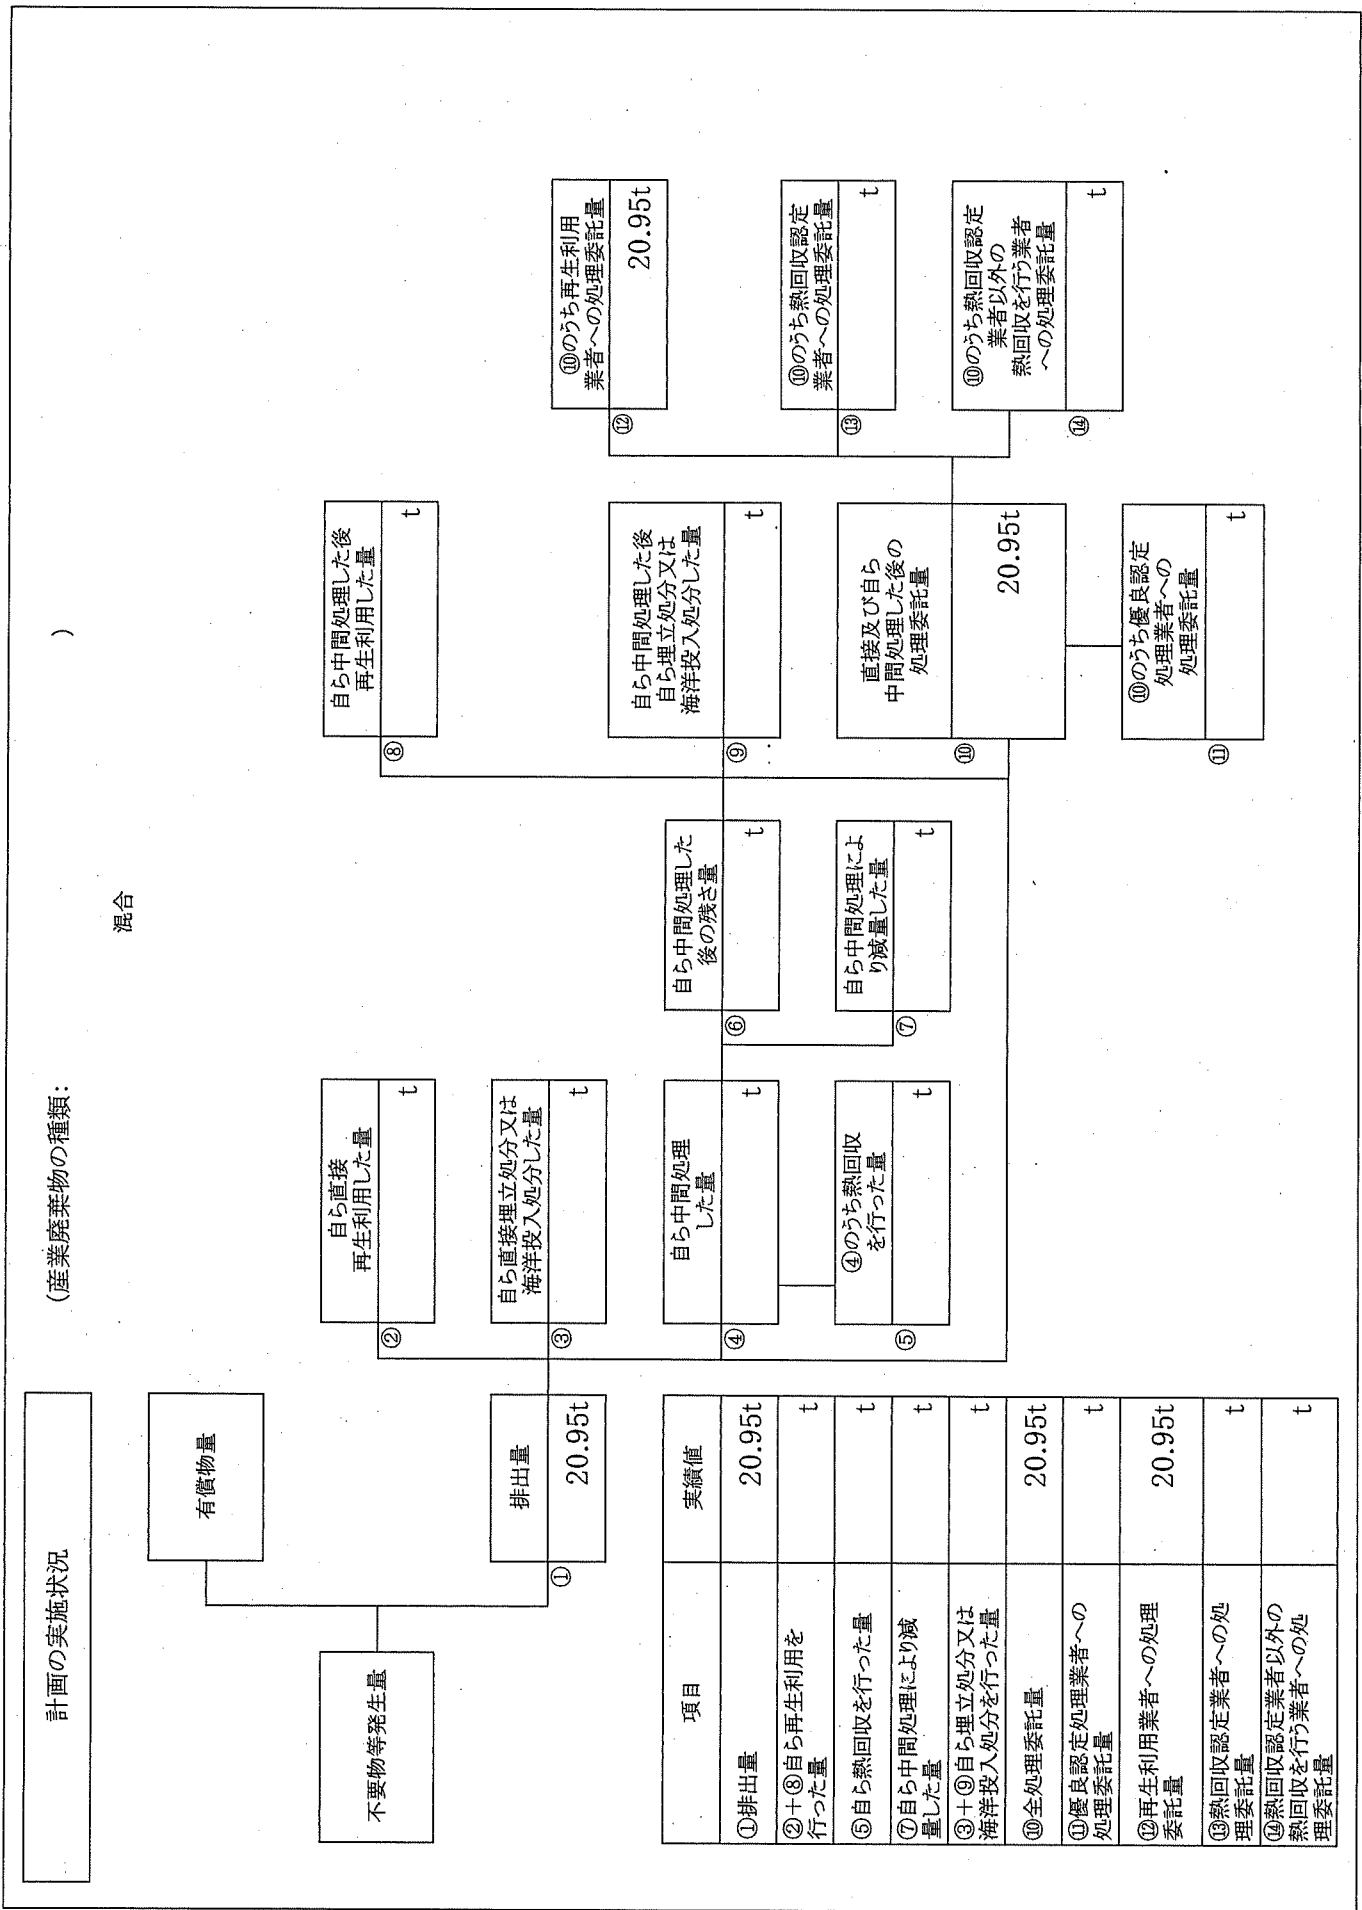 計画の実施状況
(産業廃棄物の種類:
混合
)
不要物等発生量
有償物量
①
排出量
20.95t
②
自ら直接
再生利用した量
t
③
自ら直接埋立処分又は
海洋投入処分した量
t
④
自ら中間処理
した量
t
⑤
④のうち熱回収
を行った量
t
⑥
自ら中間処理した
後の残さ量
t
⑦
自ら中間処理によ
り減量した量
t
⑧
自ら中間処理した後
再生利用した量
t
⑨
自ら中間処理した後
自ら埋立処分又は
海洋投入処分した量
t
⑩
直接及び自ら
中間処理した後の
処理委託量
20.95t
⑪
⑩のうち優良認定
処理業者への
処理委託量
t
⑫
⑩のうち再生利用
業者への処理委託量
20.95t
⑬
⑩のうち熱回収認定
業者への処理委託量
t
⑭
⑩のうち熱回収認定
業者以外の
熱回収を行う業者
への処理委託量
t
項目 実績値
①排出量 20.95t
②+⑧自ら再生利用を
行った量 t
⑤自ら熱回収を行った量 t
⑦自ら中間処理により減
量した量 t
③+⑨自ら埋立処分又は
海洋投入処分を行った量 t
⑩全処理委託量 20.95t
⑪優良認定処理業者への
処理委託量 t
⑫再生利用業者への処理
委託量 20.95t
⑬熱回収認定業者への処
理委託量 t
⑭熱回収認定業者以外の
熱回収を行う業者への処
理委託量 t